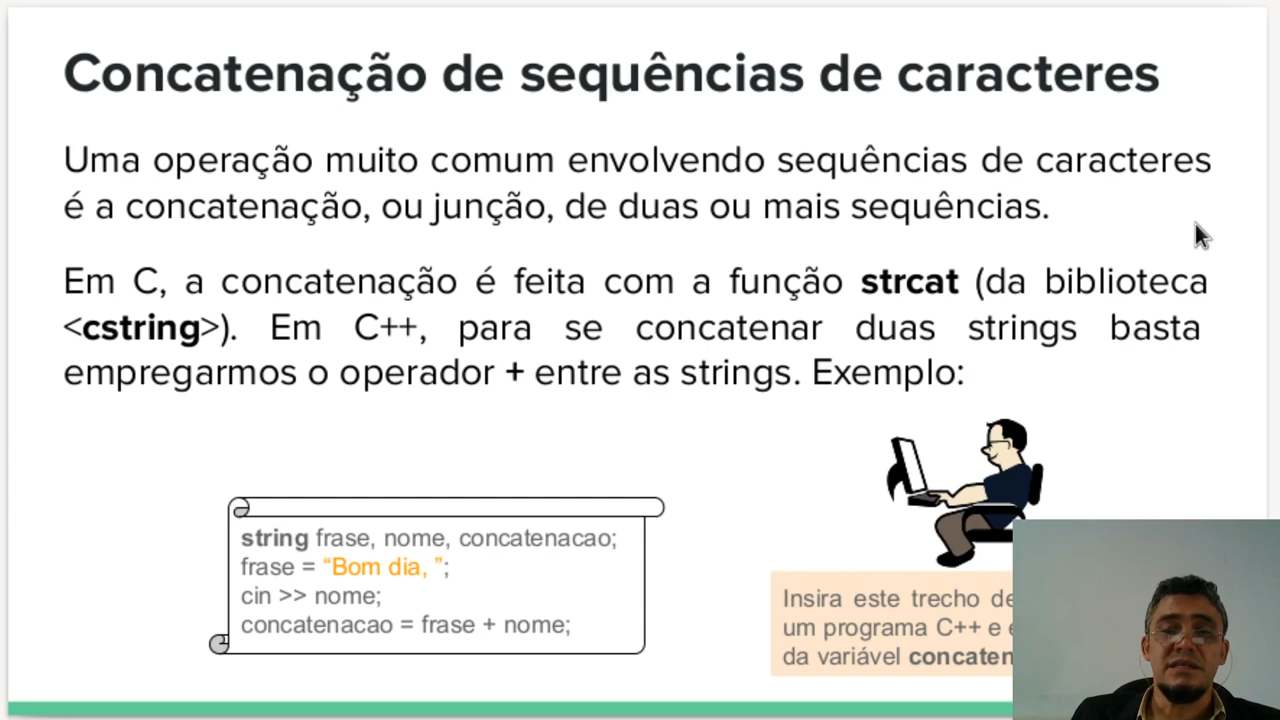 Concatenação de sequências de caracteres
Uma operação muito comum envolvendo sequências de caracteres
é a concatenação, ou junção, de duas ou mais sequências.
Em C, a concatenação é feita com a função strcat (da biblioteca
<cstring>). Em C++, para se concatenar duas strings basta
empregarmos o operador + entre as strings. Exemplo:
string frase, nome, concatenacao;
frase = “Bom dia, ”;
cin >> nome;
concatenacao = frase + nome;
Insira este trecho de
um programa C++ e
da variável